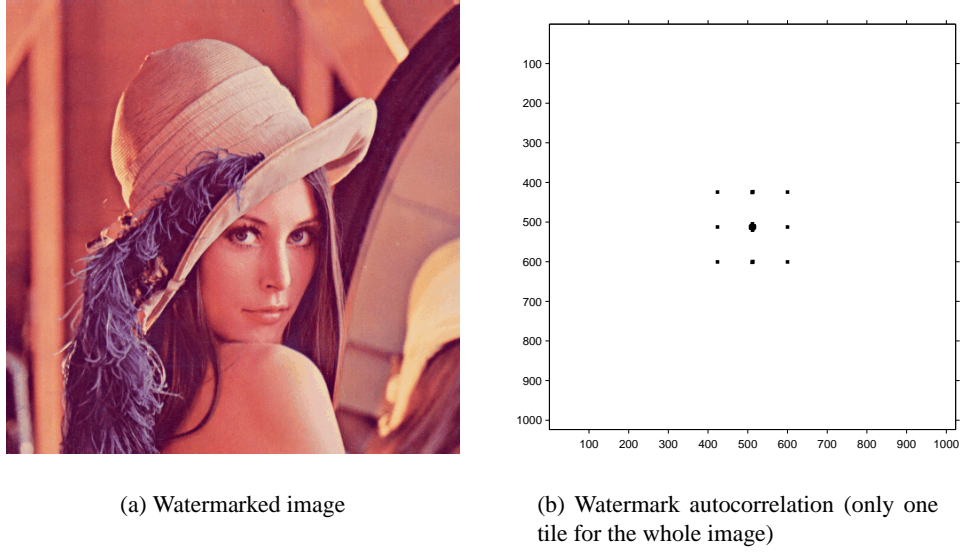 100
200
300
400
500
600
700
800
900
1000
100 200 300 400 500 600 700 800 900 1000
(a) Watermarked image
(b) Watermark autocorrelation (only one
tile for the whole image)